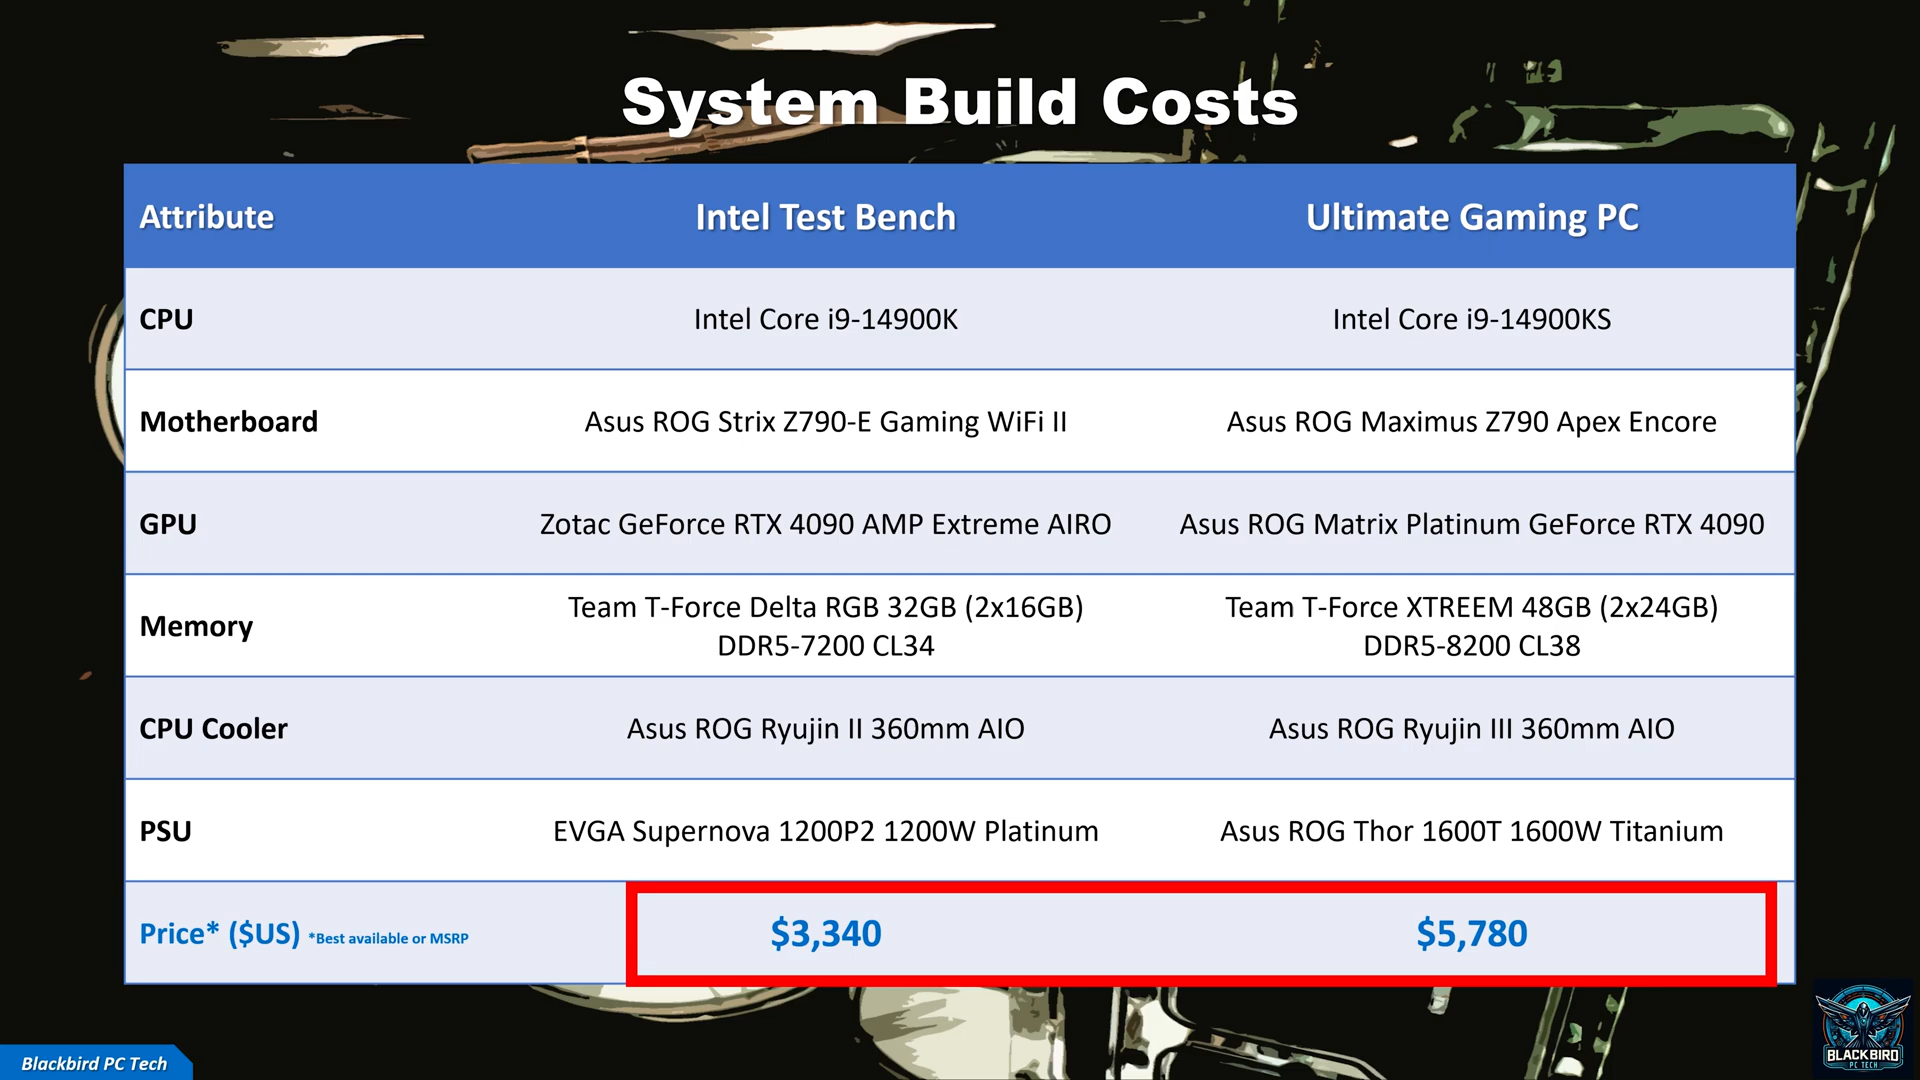 System Build Costs
Attribute Intel Test Bench Ultimate Gaming PC
CPU Intel Core i9-14900K Intel Core i9-14900KS
Motherboard Asus ROG Strix Z790-E Gaming WiFi II Asus ROG Maximus Z790 Apex Encore
GPU Zotac GeForce RTX 4090 AMP Extreme AIRO Asus ROG Matrix Platinum GeForce RTX 4090
Memory Team T-Force Delta RGB 32GB (2x16GB) Team T-Force XTREEM 48GB (2x24GB)
DDR5-7200 CL34 DDR5-8200 CL38
CPU Cooler Asus ROG Ryujin II 360mm AIO Asus ROG Ryujin III 360mm AIO
PSU EVGA Supernova 1200P2 1200W Platinum Asus ROG Thor 1600T 1600W Titanium
Price* ($US) *Best available or MSRP $3,340 $5,780
Blackbird PC Tech
BLACKBIRD
PC TECH